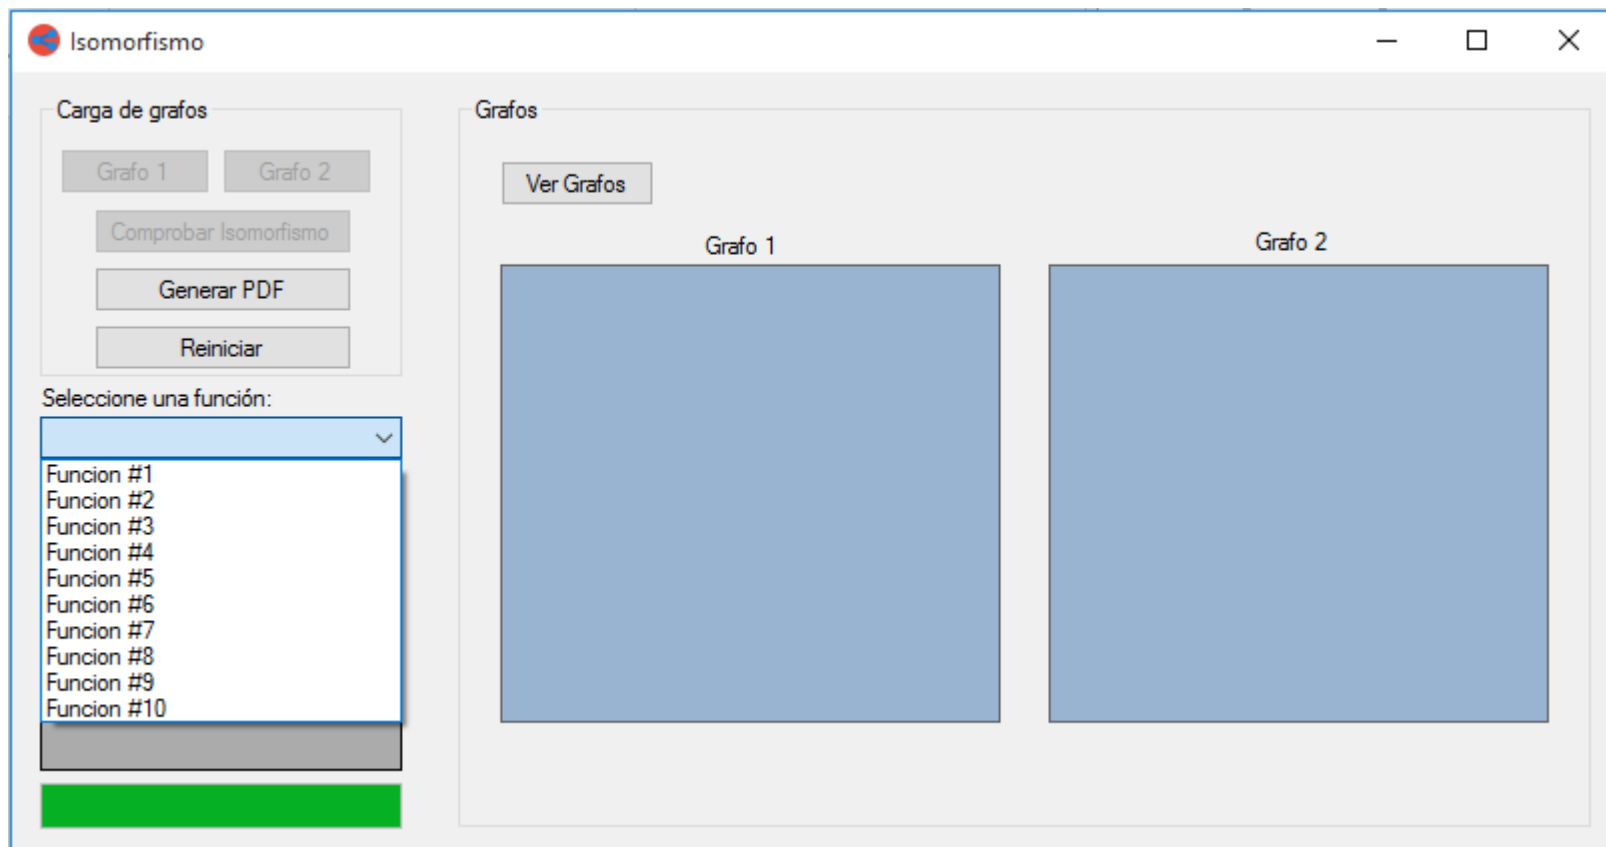 Isomorfismo
Carga de grafos
Grafo 1
Grafo 2
Comprobar Isomorfismo
Generar PDF
Reiniciar
Seleccione una función:
Funcion #1
Funcion #2
Funcion #3
Funcion #4
Funcion #5
Funcion #6
Funcion #7
Funcion #8
Funcion #9
Funcion #10
Grafos
Ver Grafos
Grafo 1
Grafo 2